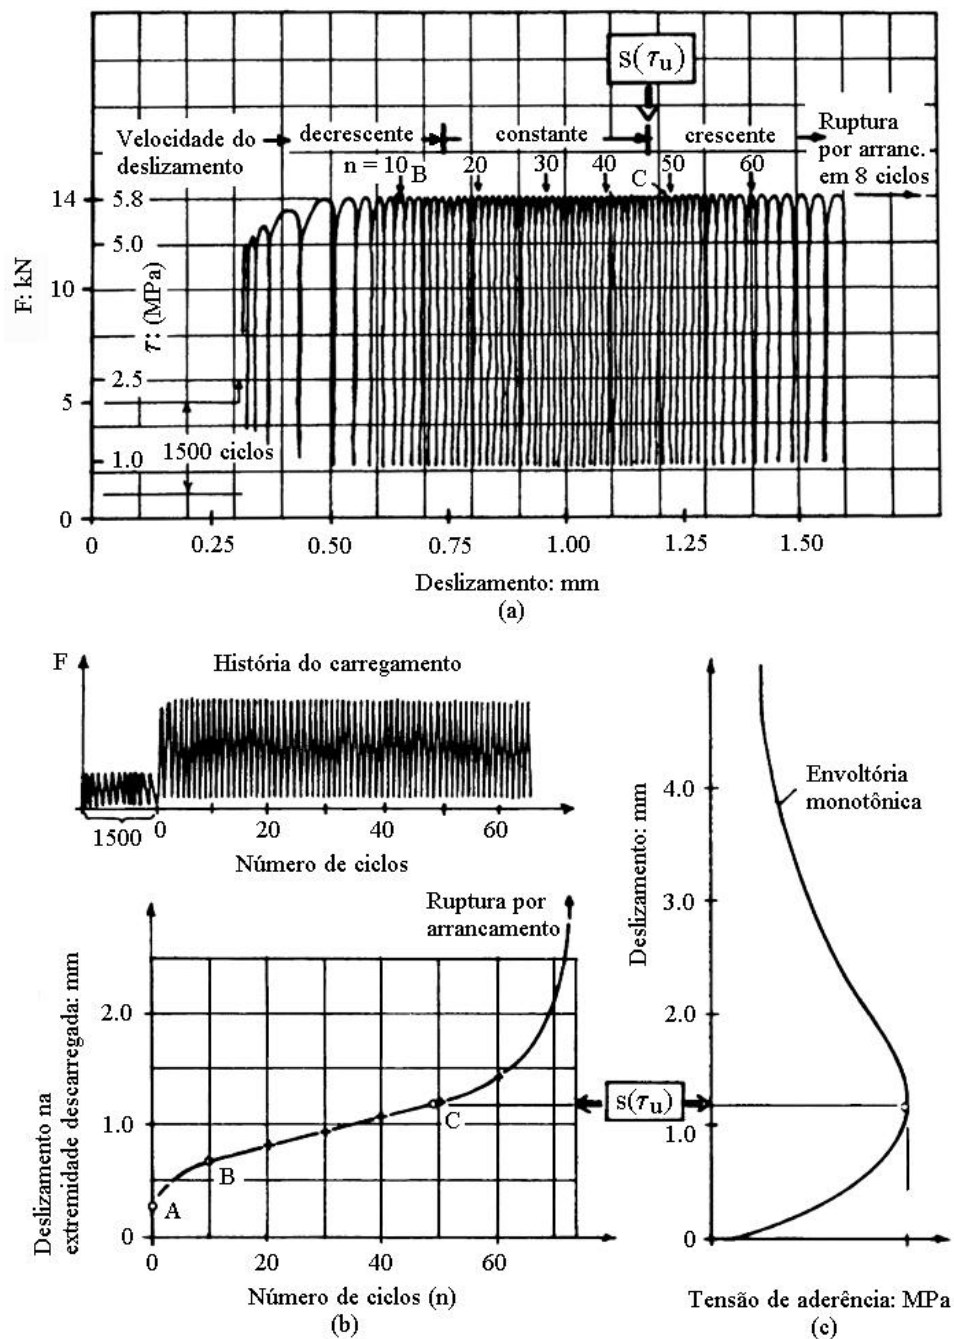 s(τu)
Velocidade do
deslizamento
decrescente
constante
crescente
Ruptura
por arranc.
em 8 ciclos
n = 10
B
20
30
40
C
50
60
14
5.8
5.0
10
2.5
5
1.0
0
F: kN
τ: (MPa)
1500 ciclos
0
0.25
0.50
0.75
1.00
1.25
1.50
Deslizamento: mm
(a)
F
História do carregamento
1500
0
20
40
60
Número de ciclos
Ruptura por
arrancamento
Deslizamento na
extremidade descarregada: mm
2.0
1.0
0
A
B
C
0
20
40
60
Número de ciclos (n)
(b)
s(τu)
Envoltória
monotônica
Deslizamento: mm
4.0
3.0
2.0
1.0
0
Tensão de aderência: MPa
(c)